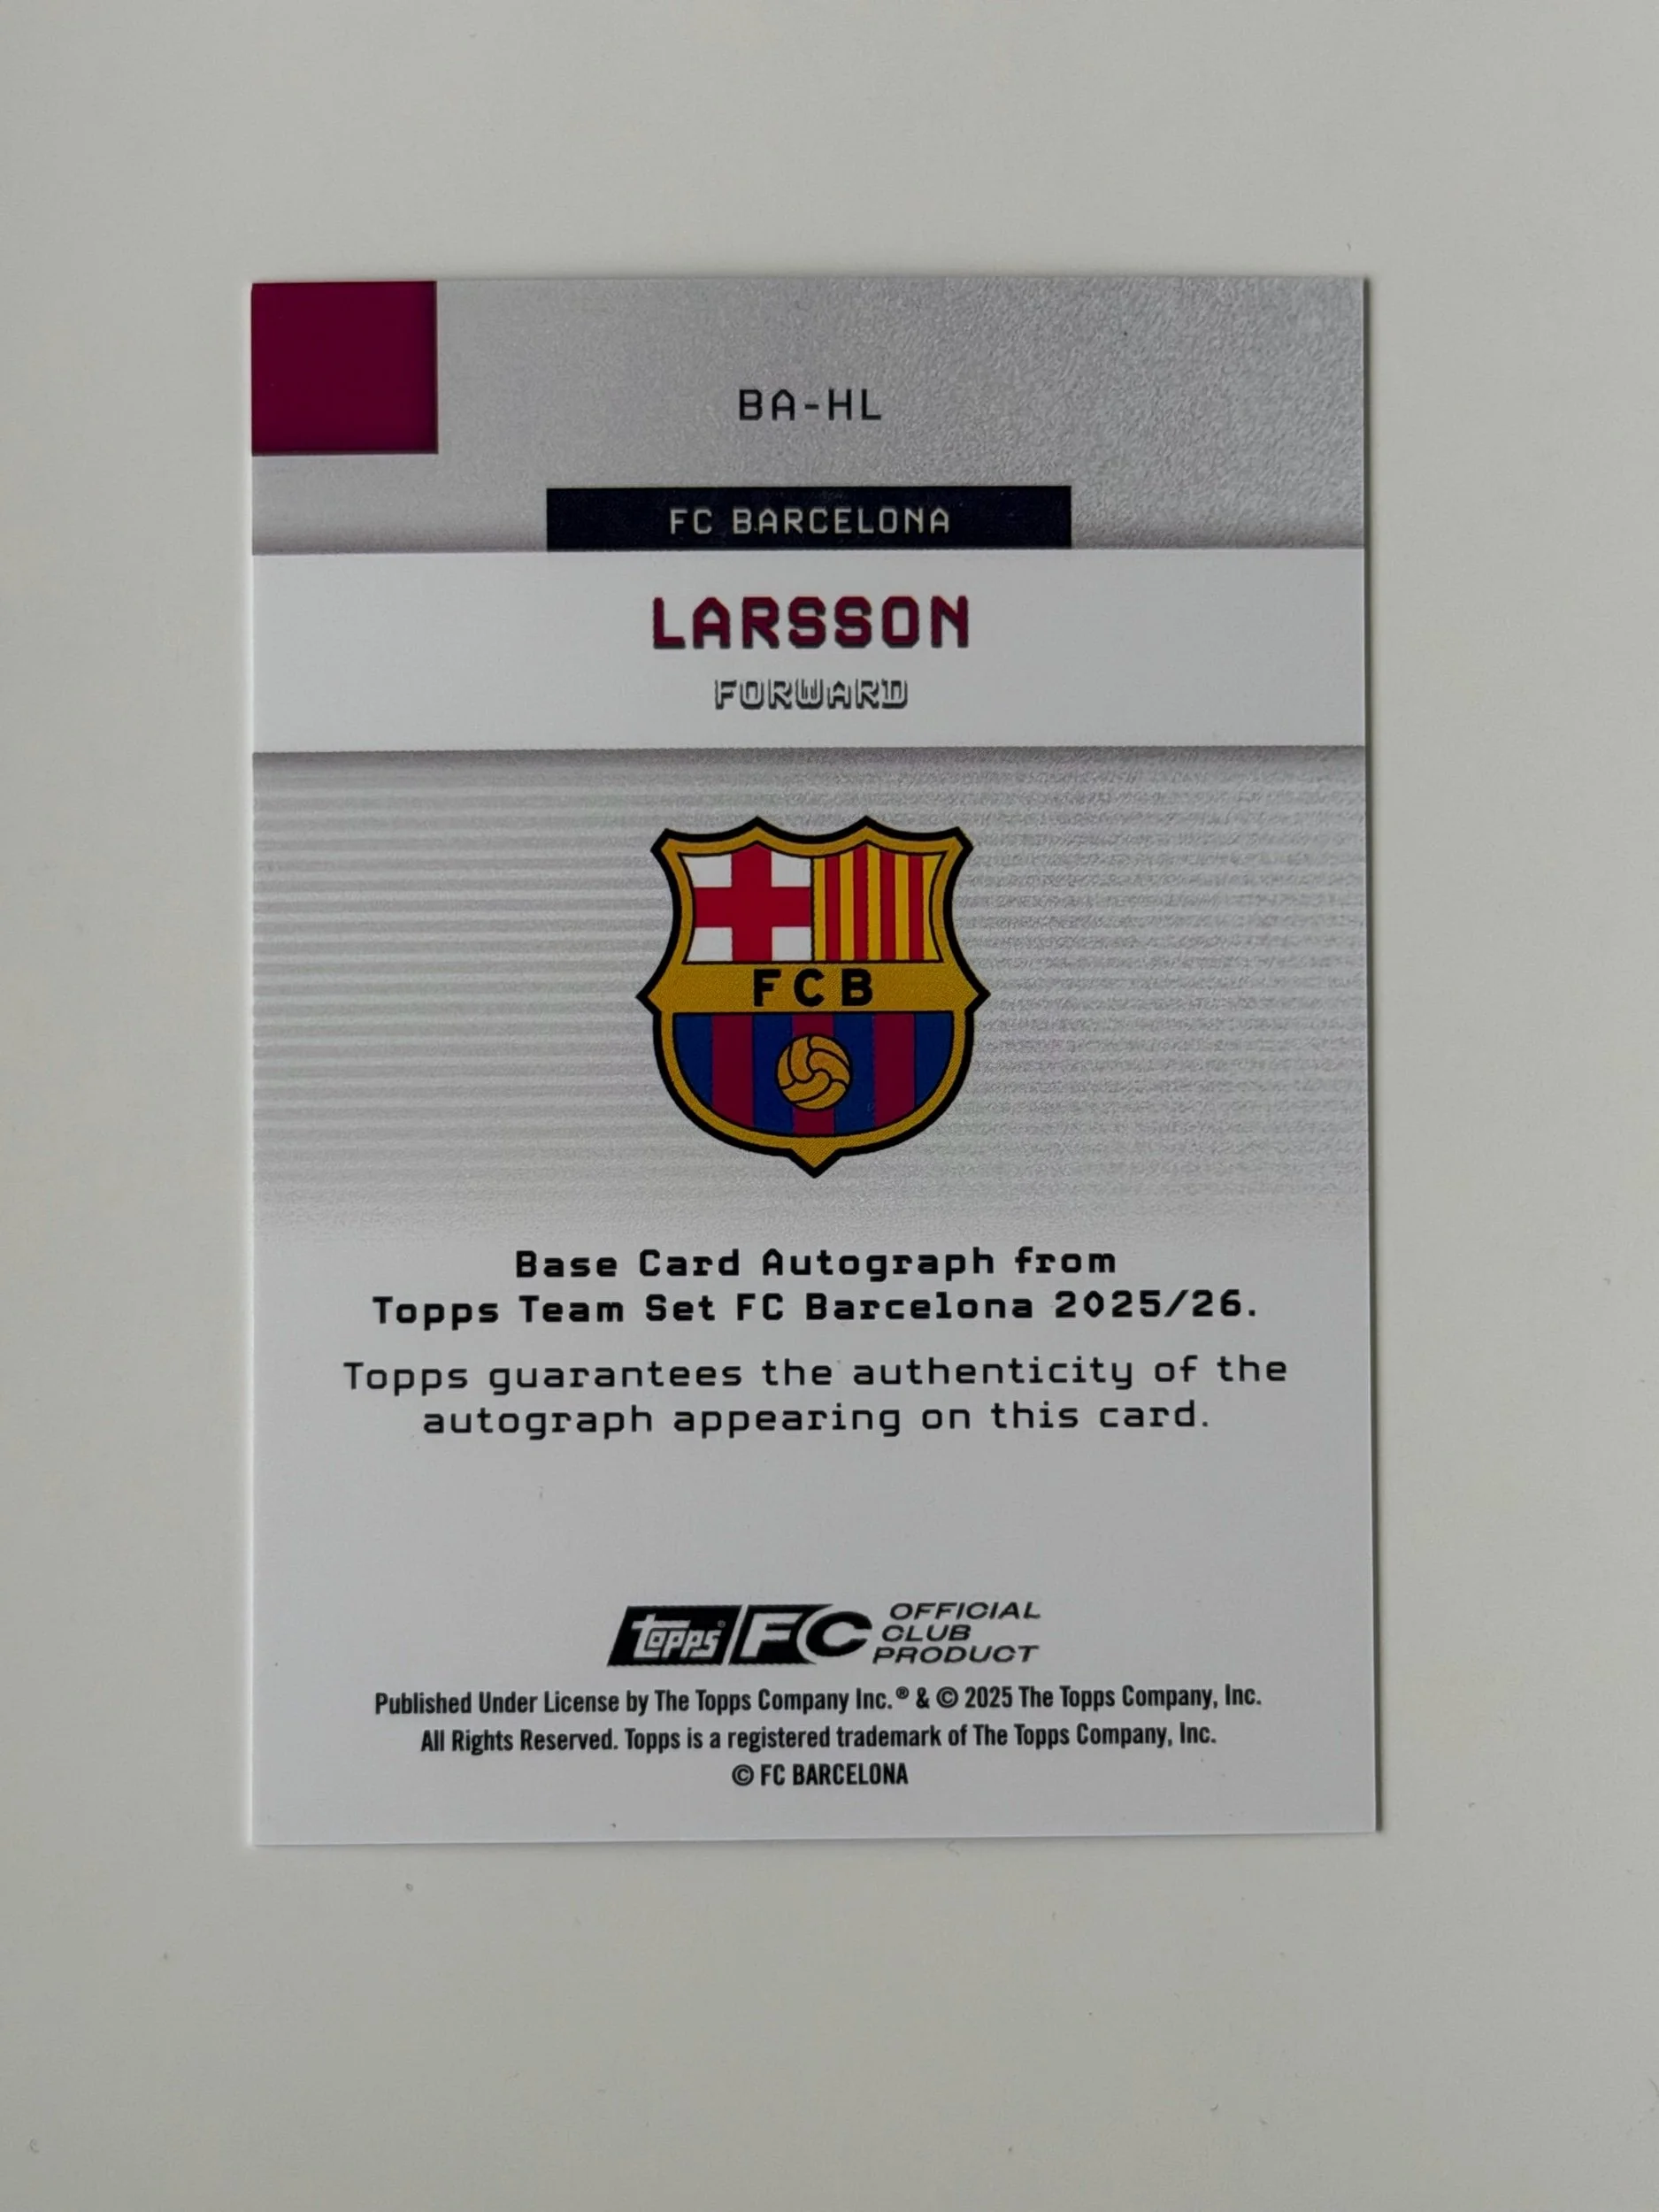 BA-HL
FC BARCELONA
LARSSON
FORWARD
FCB
Base Card Autograph from
Topps Team Set FC Barcelona 2025/26.
Topps guarantees the authenticity of the
autograph appearing on this card.
topps® FC OFFICIAL
CLUB
PRODUCT
Published Under License by The Topps Company Inc.® & © 2025 The Topps Company, Inc.
All Rights Reserved. Topps is a registered trademark of The Topps Company, Inc.
© FC BARCELONA